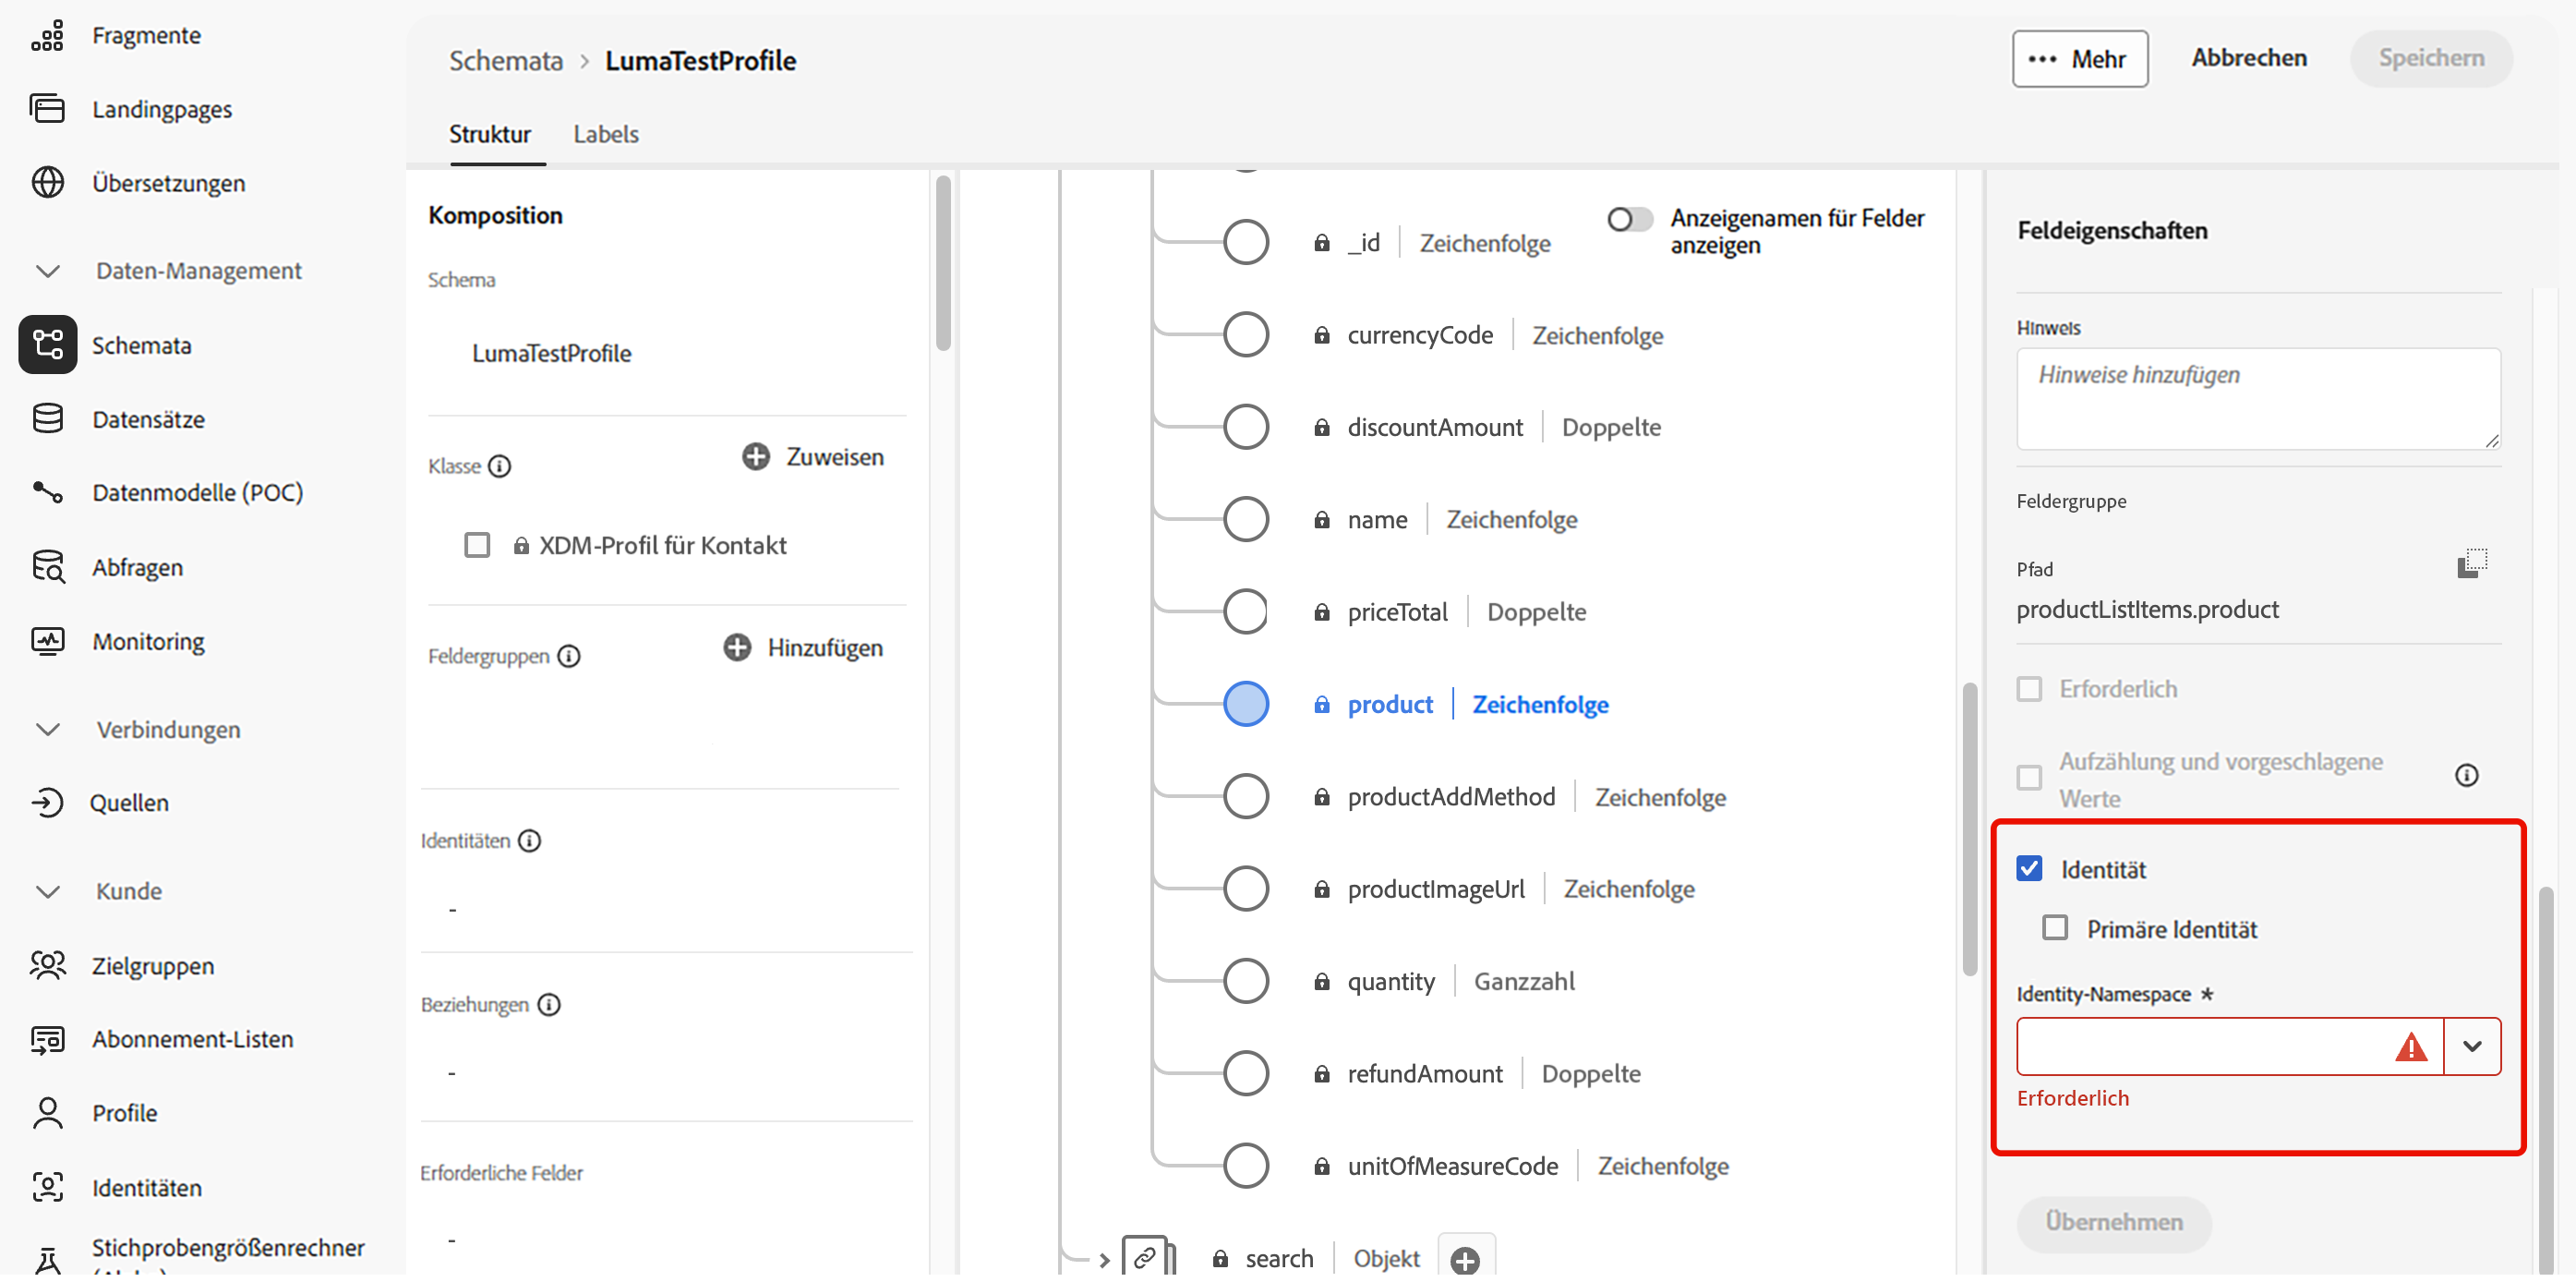 Fragmente
Landingpages
Übersetzungen
Daten-Management
Schemata
Datensätze
Datenmodelle (POC)
Abfragen
Monitoring
Verbindungen
Quellen
Kunde
Zielgruppen
Abonnement-Listen
Profile
Identitäten
Stichprobengrößenrechner
Schemata > LumaTestProfile
••• Mehr
Abbrechen
Speichern
Struktur
Labels
Komposition
Schema
LumaTestProfile
Klasse
Zuweisen
XDM-Profil für Kontakt
Feldergruppen
Hinzufügen
Identitäten
-
Beziehungen
-
Erforderliche Felder
-
Anzeigenamen für Felder
anzeigen
_id | Zeichenfolge
currencyCode | Zeichenfolge
discountAmount | Doppelte
name | Zeichenfolge
priceTotal | Doppelte
product | Zeichenfolge
productAddMethod | Zeichenfolge
productImageUrl | Zeichenfolge
quantity | Ganzzahl
refundAmount | Doppelte
unitOfMeasureCode | Zeichenfolge
search | Objekt
Feldeigenschaften
Hinweis
Hinweise hinzufügen
Feldergruppe
Pfad
productListItems.product
Erforderlich
Aufzählung und vorgeschlagene
Werte
Identität
Primäre Identität
Identity-Namespace *
Erforderlich
Übernehmen